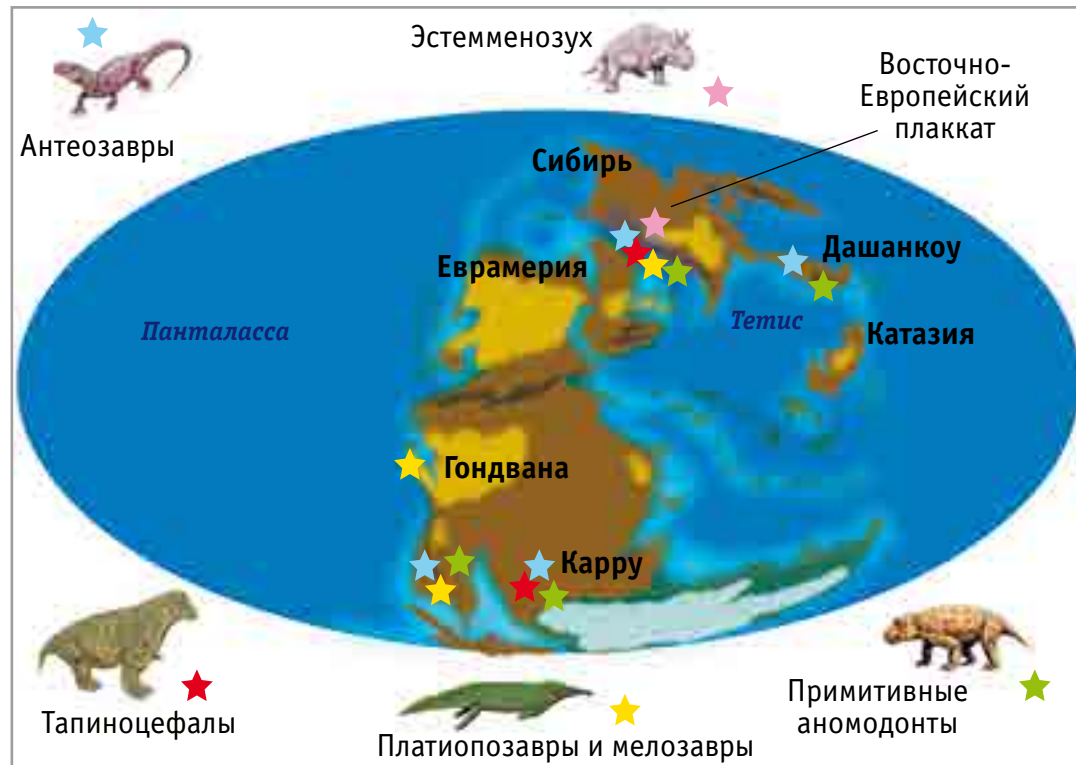 Эстемменозух
Восточно-
Европейский
плаккат
Антеозавры
Сибирь
Дашанкоу
Еврамерия
Панталасса
Тетис
Катазия
Гондвана
Карру
Тапиноцефалы
Платиопозавры и мелозавры
Примитивные
аномодонты